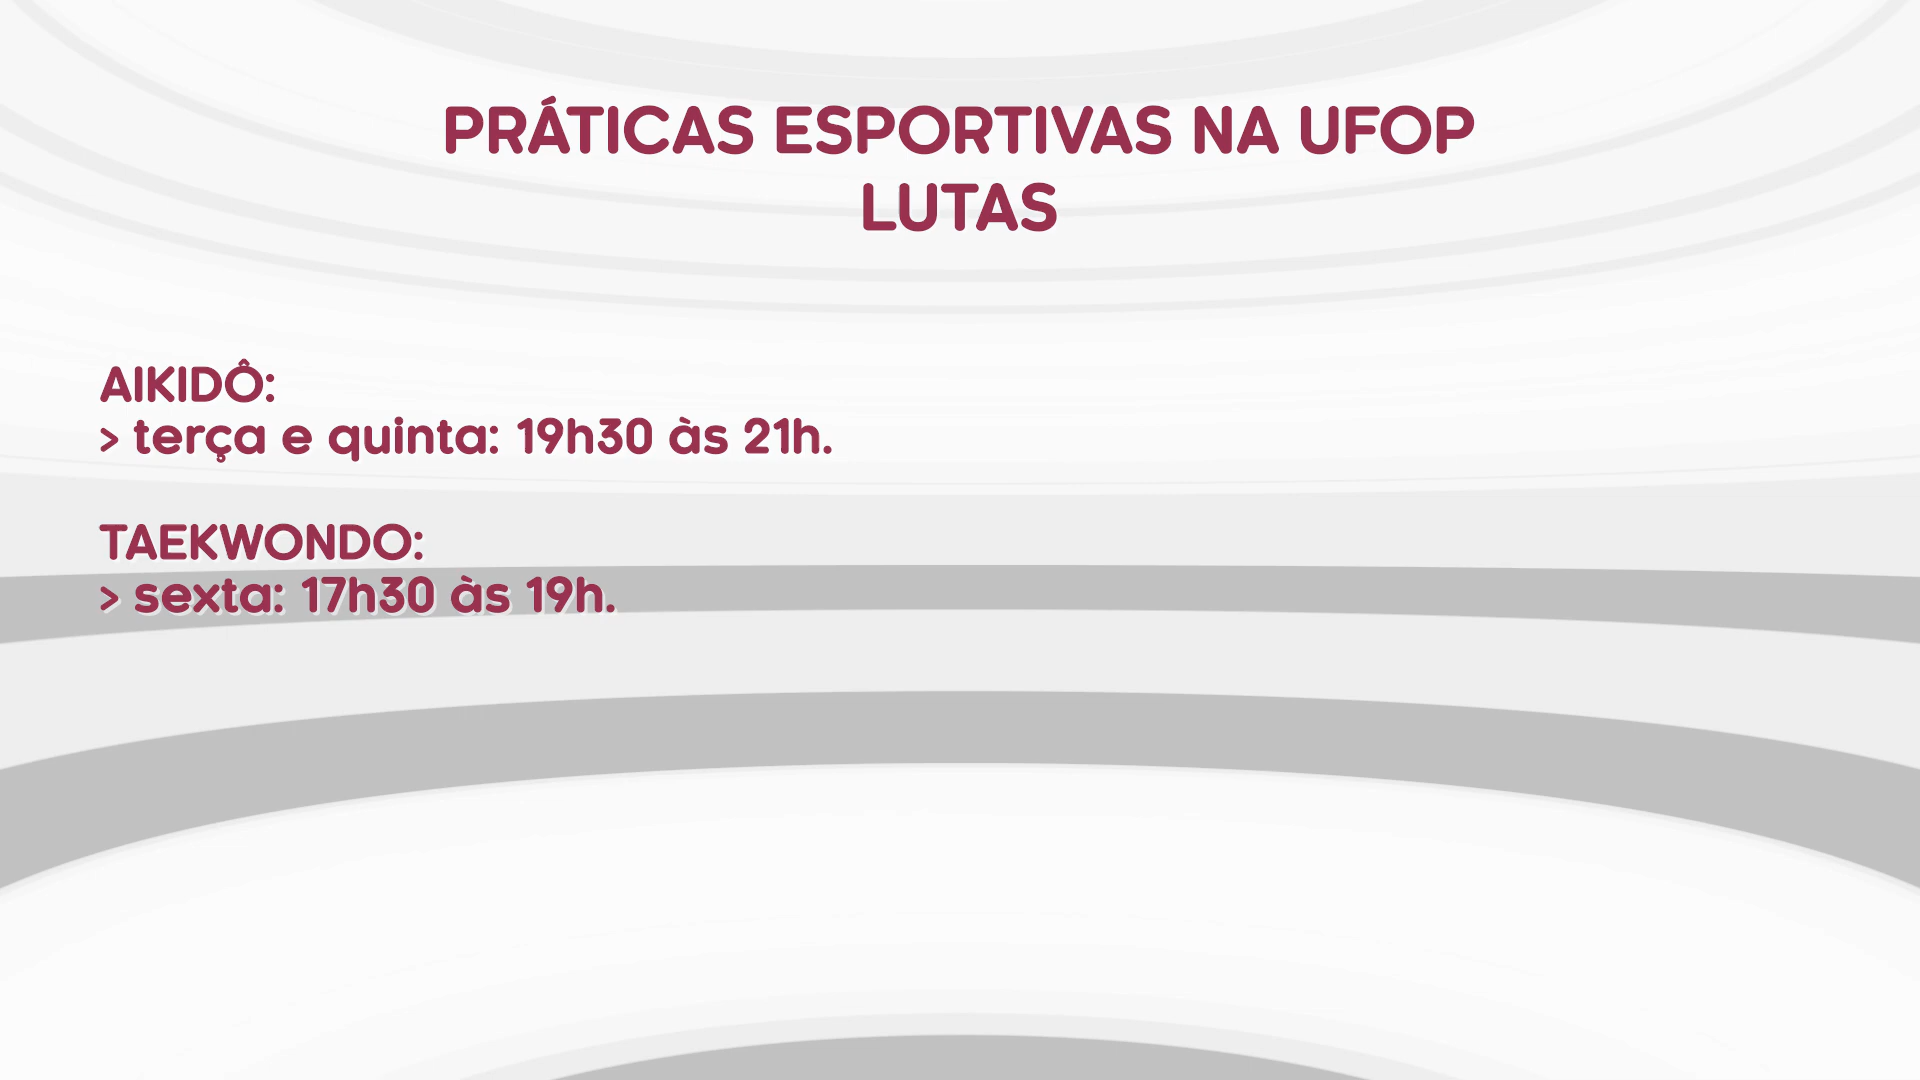 PRÁTICAS ESPORTIVAS NA UFOP
LUTAS
AIKIDÔ:
> terça e quinta: 19h30 às 21h.
TAEKWONDO:
> sexta: 17h30 às 19h.